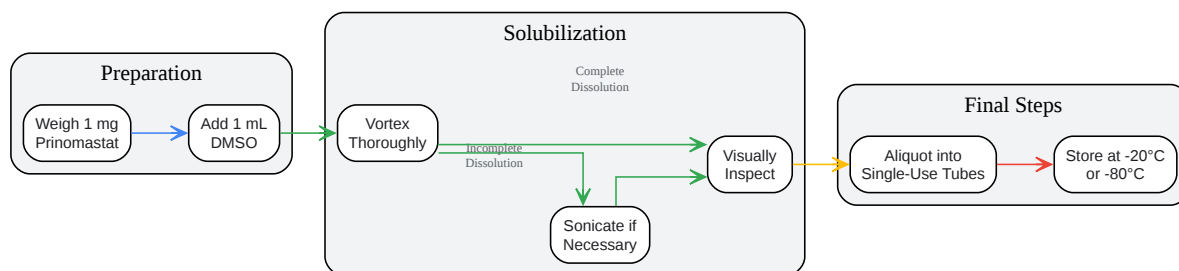 Preparation
Weigh 1 mg
Prinomastat
Add 1 mL
DMSO
Solubilization
Complete
Dissolution
Vortex
Thoroughly
Incomplete
Dissolution
Sonicate if
Necessary
Visually
Inspect
Final Steps
Aliquot into
Single-Use Tubes
Store at -20°C
or -80°C